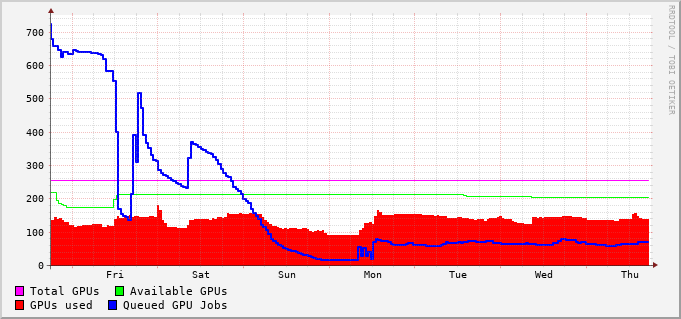 RRDTOOL / TOBI OETIKER
700
600
500
400
300
200
100
0
Fri Sat Sun Mon Tue Wed Thu
Total GPUs Available GPUs
GPUs used Queued GPU Jobs